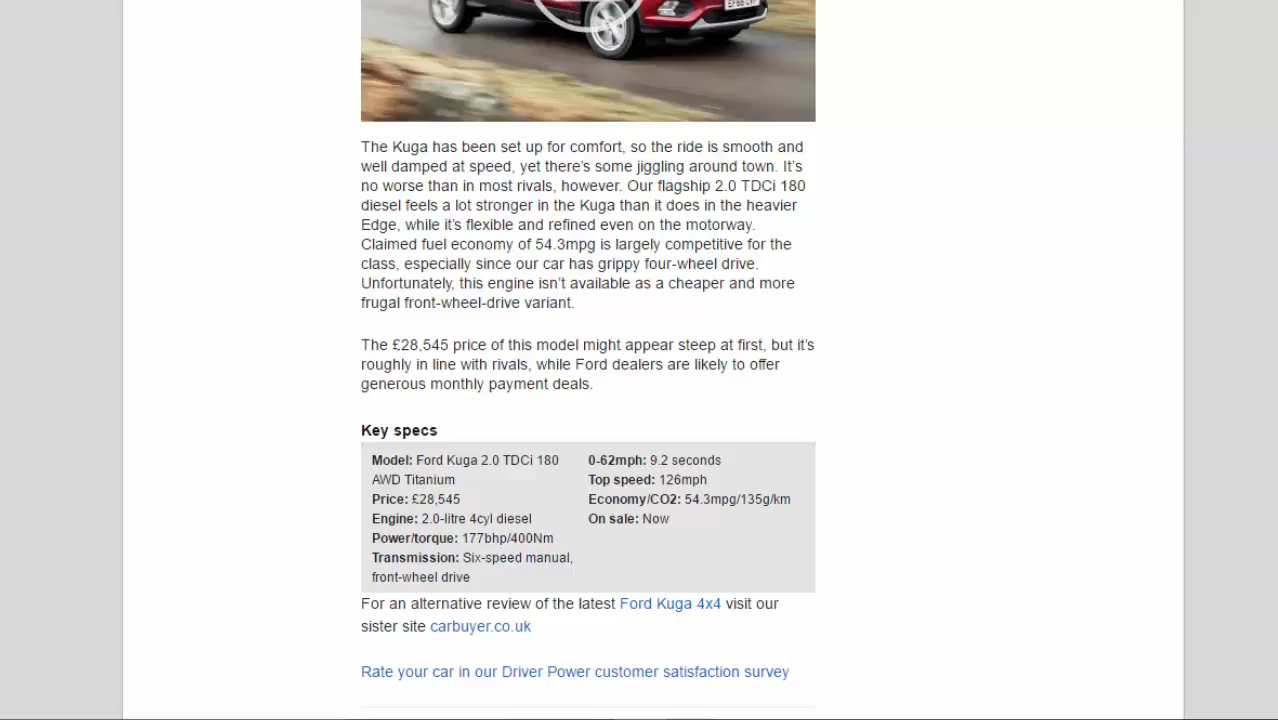 The Kuga has been set up for comfort, so the ride is smooth and
well damped at speed, yet there's some jiggling around town. It's
no worse than in most rivals, however. Our flagship 2.0 TDCi 180
diesel feels a lot stronger in the Kuga than it does in the heavier
Edge, while it's flexible and refined even on the motorway.
Claimed fuel economy of 54.3mpg is largely competitive for the
class, especially since our car has grippy four-wheel drive.
Unfortunately, this engine isn't available as a cheaper and more
frugal front-wheel-drive variant.
The £28,545 price of this model might appear steep at first, but it's
roughly in line with rivals, while Ford dealers are likely to offer
generous monthly payment deals.
Key specs
Model: Ford Kuga 2.0 TDCi 180
AWD Titanium
Price: £28,545
Engine: 2.0-litre 4cyl diesel
Power/torque: 177bhp/400Nm
Transmission: Six-speed manual,
front-wheel drive
0-62mph: 9.2 seconds
Top speed: 126mph
Economy/CO2: 54.3mpg/135g/km
On sale: Now
For an alternative review of the latest Ford Kuga 4x4 visit our
sister site carbuyer.co.uk
Rate your car in our Driver Power customer satisfaction survey